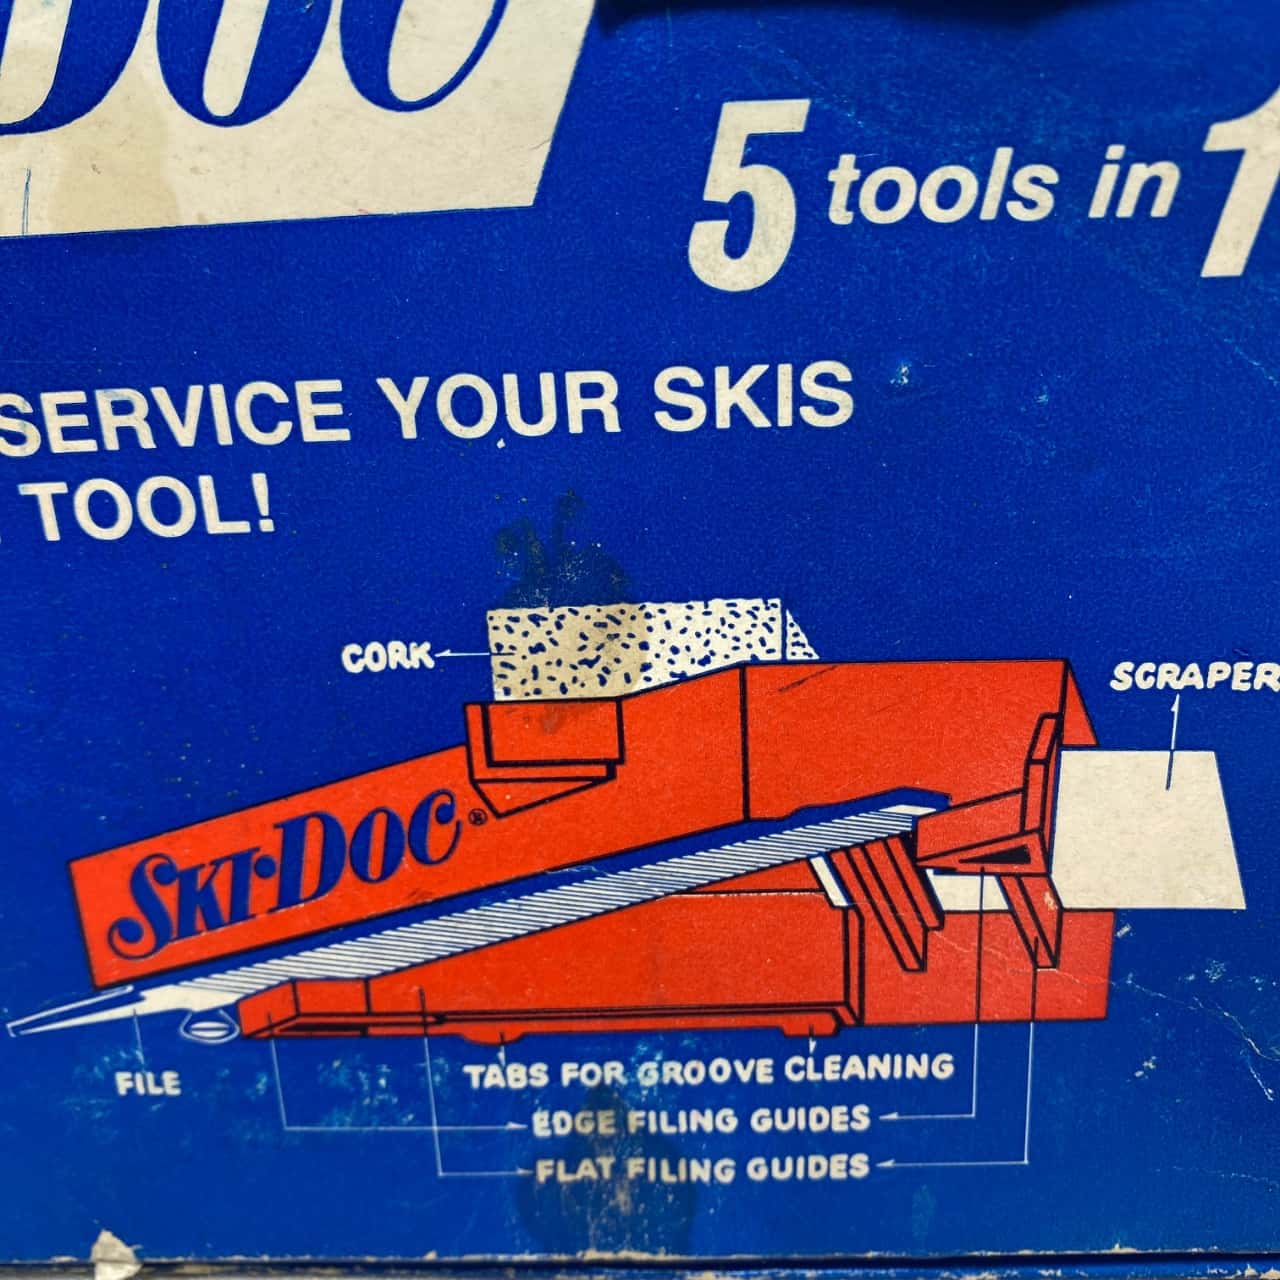 Doc
5 tools in 1
SERVICE YOUR SKIS
TOOL!
CORK
SCRAPER
SKI-DOC®
FILE
TABS FOR GROOVE CLEANING
EDGE FILING GUIDES
FLAT FILING GUIDES